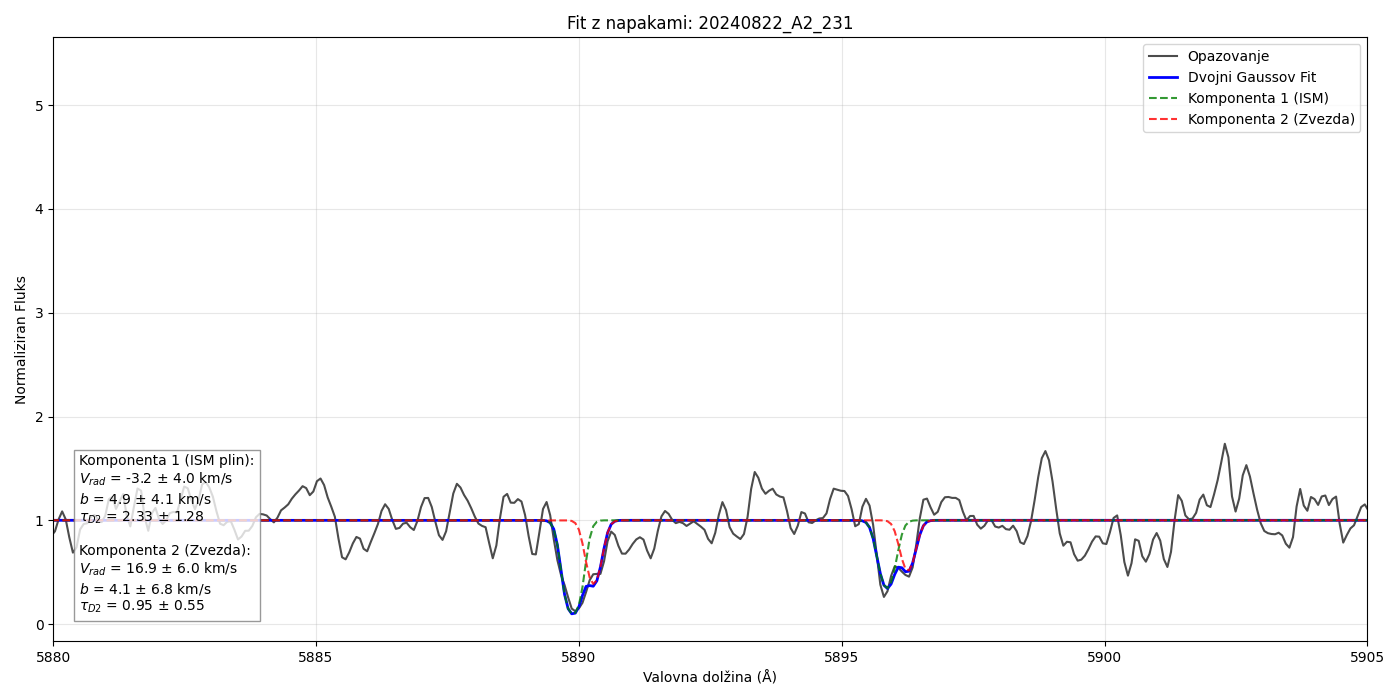 Fit z napakami: 20240822_A2_231
Opazovanje
Dvojni Gaussov Fit
Komponenta 1 (ISM)
Komponenta 2 (Zvezda)
Normaliziran Fluks
5
4
3
2
1
0
Komponenta 1 (ISM plin):
V_rad = -3.2 ± 4.0 km/s
b = 4.9 ± 4.1 km/s
τ_D2 = 2.33 ± 1.28
Komponenta 2 (Zvezda):
V_rad = 16.9 ± 6.0 km/s
b = 4.1 ± 6.8 km/s
τ_D2 = 0.95 ± 0.55
5880 5885 5890 5895 5900 5905
Valovna dolžina (Å)